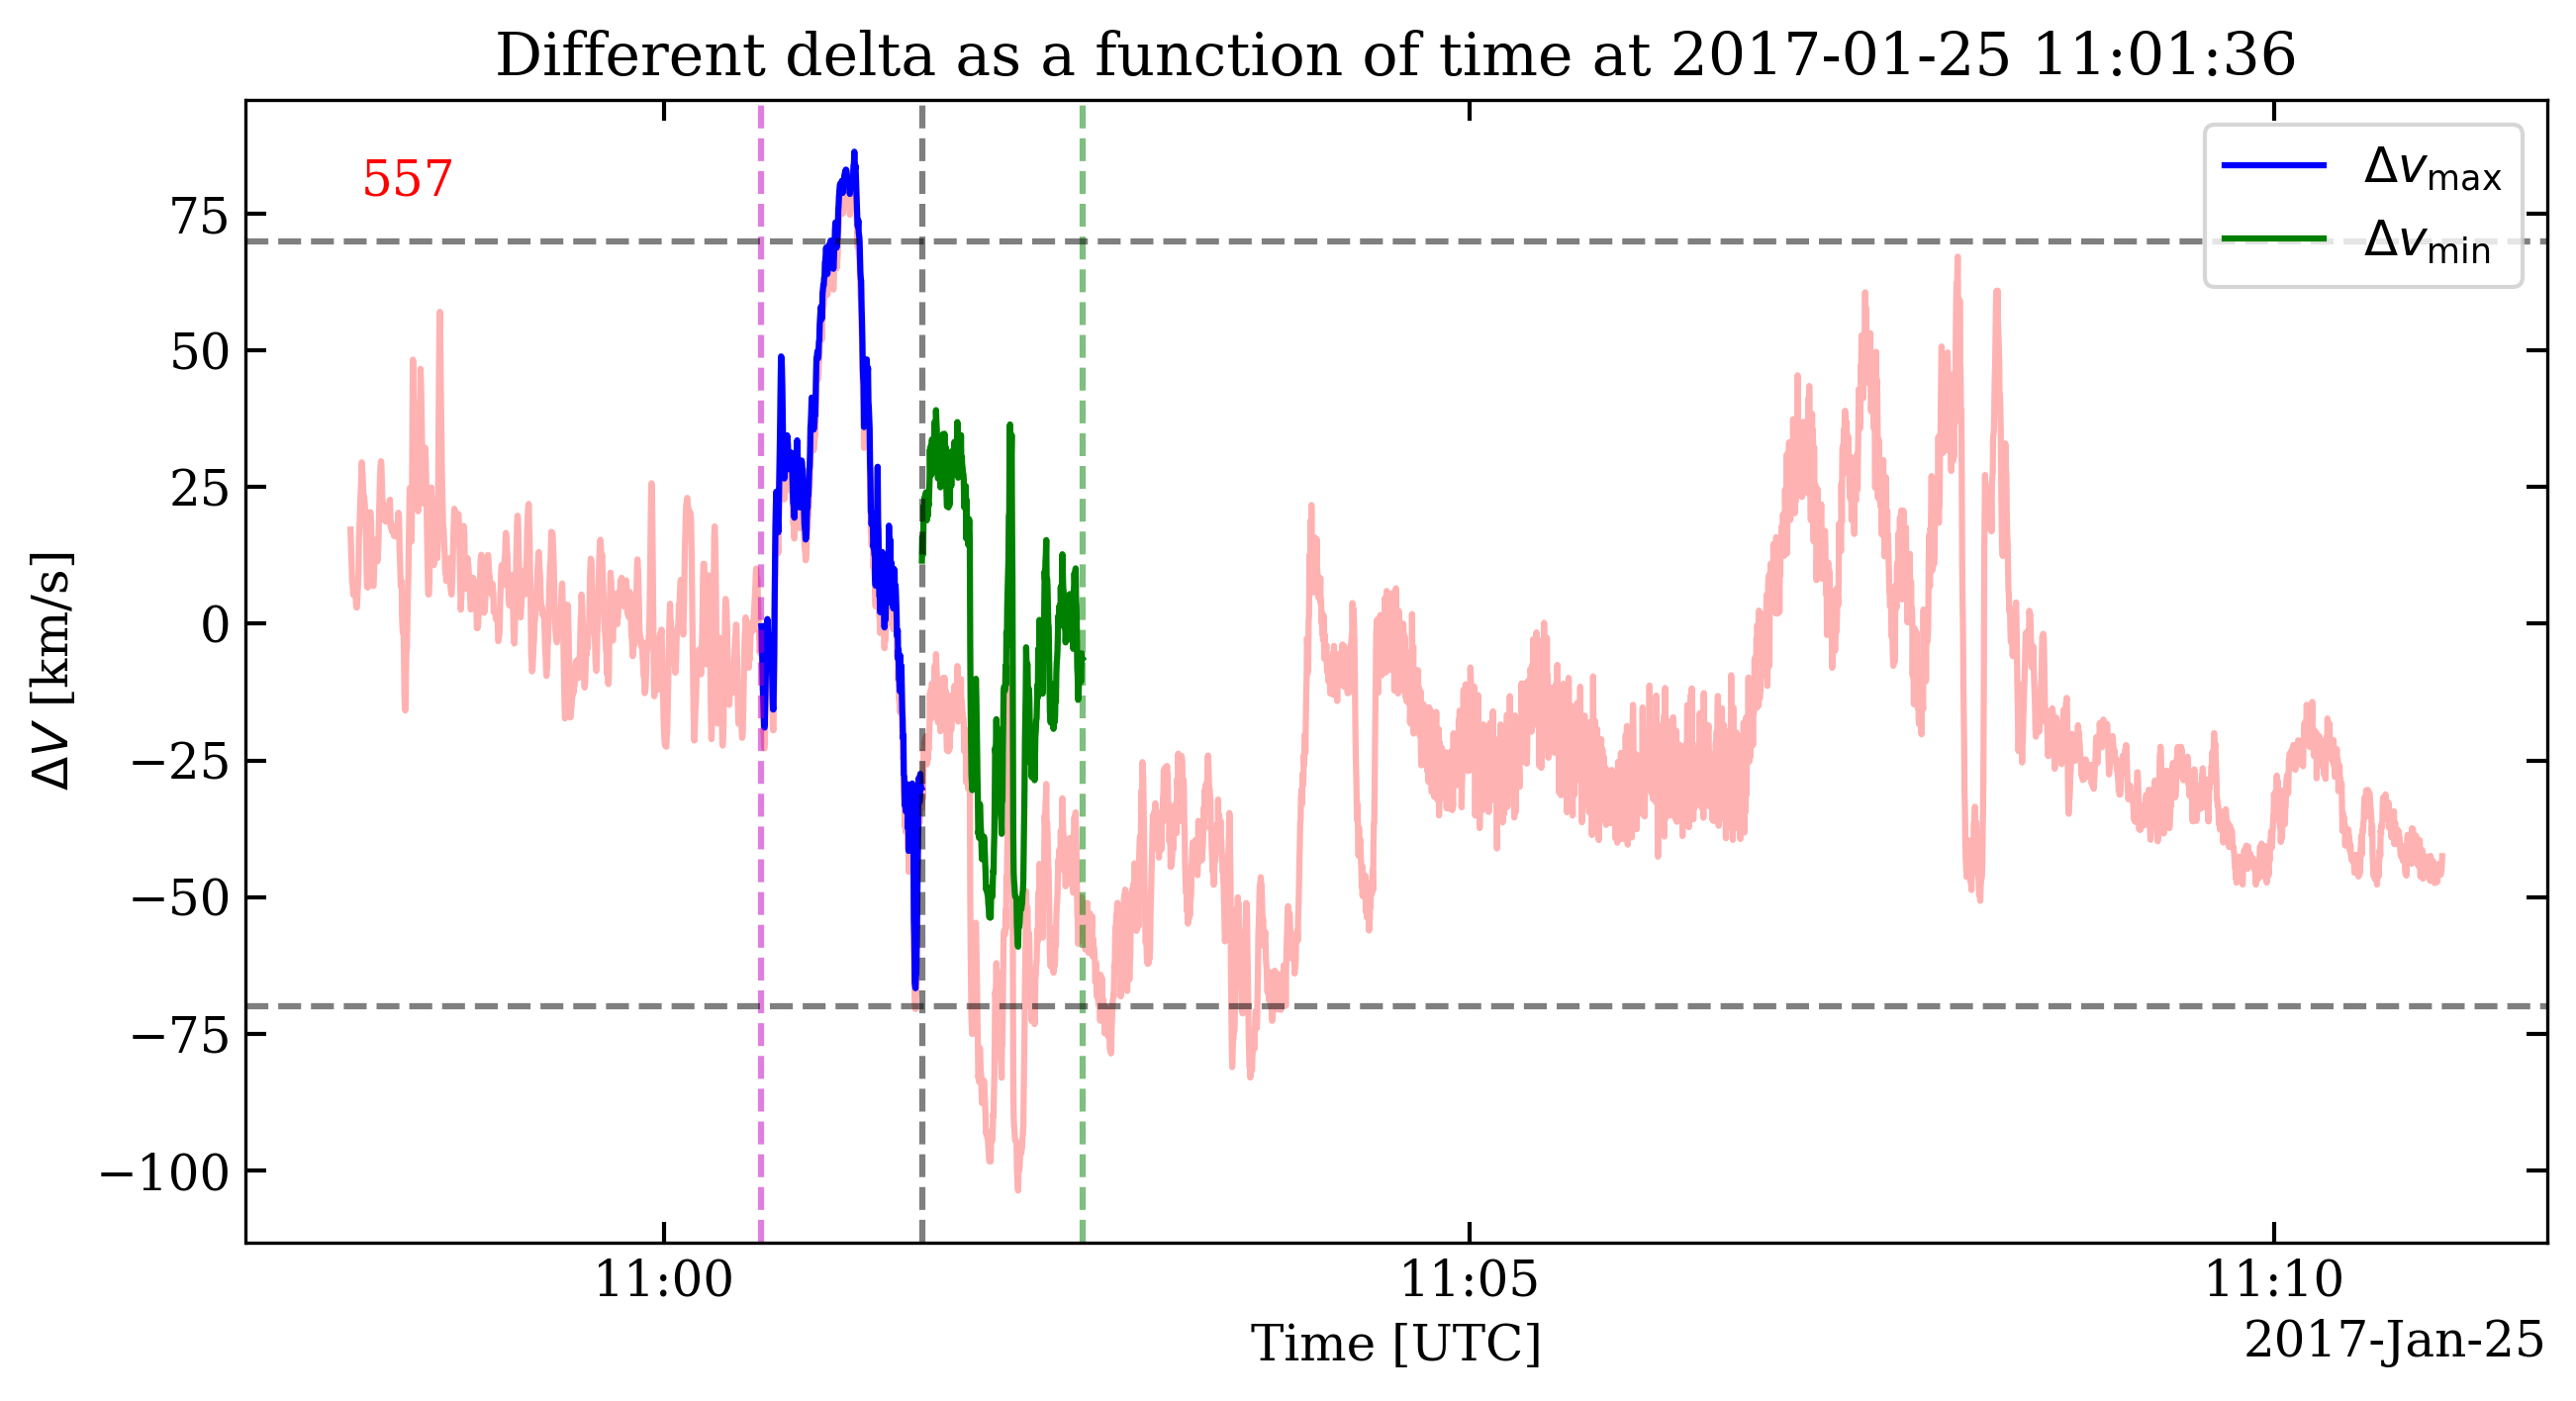 Different delta as a function of time at 2017-01-25 11:01:36
557
Δv_max
Δv_min
75
50
25
0
−25
−50
−75
−100
ΔV [km/s]
11:00 11:05 11:10
Time [UTC]
2017-Jan-25